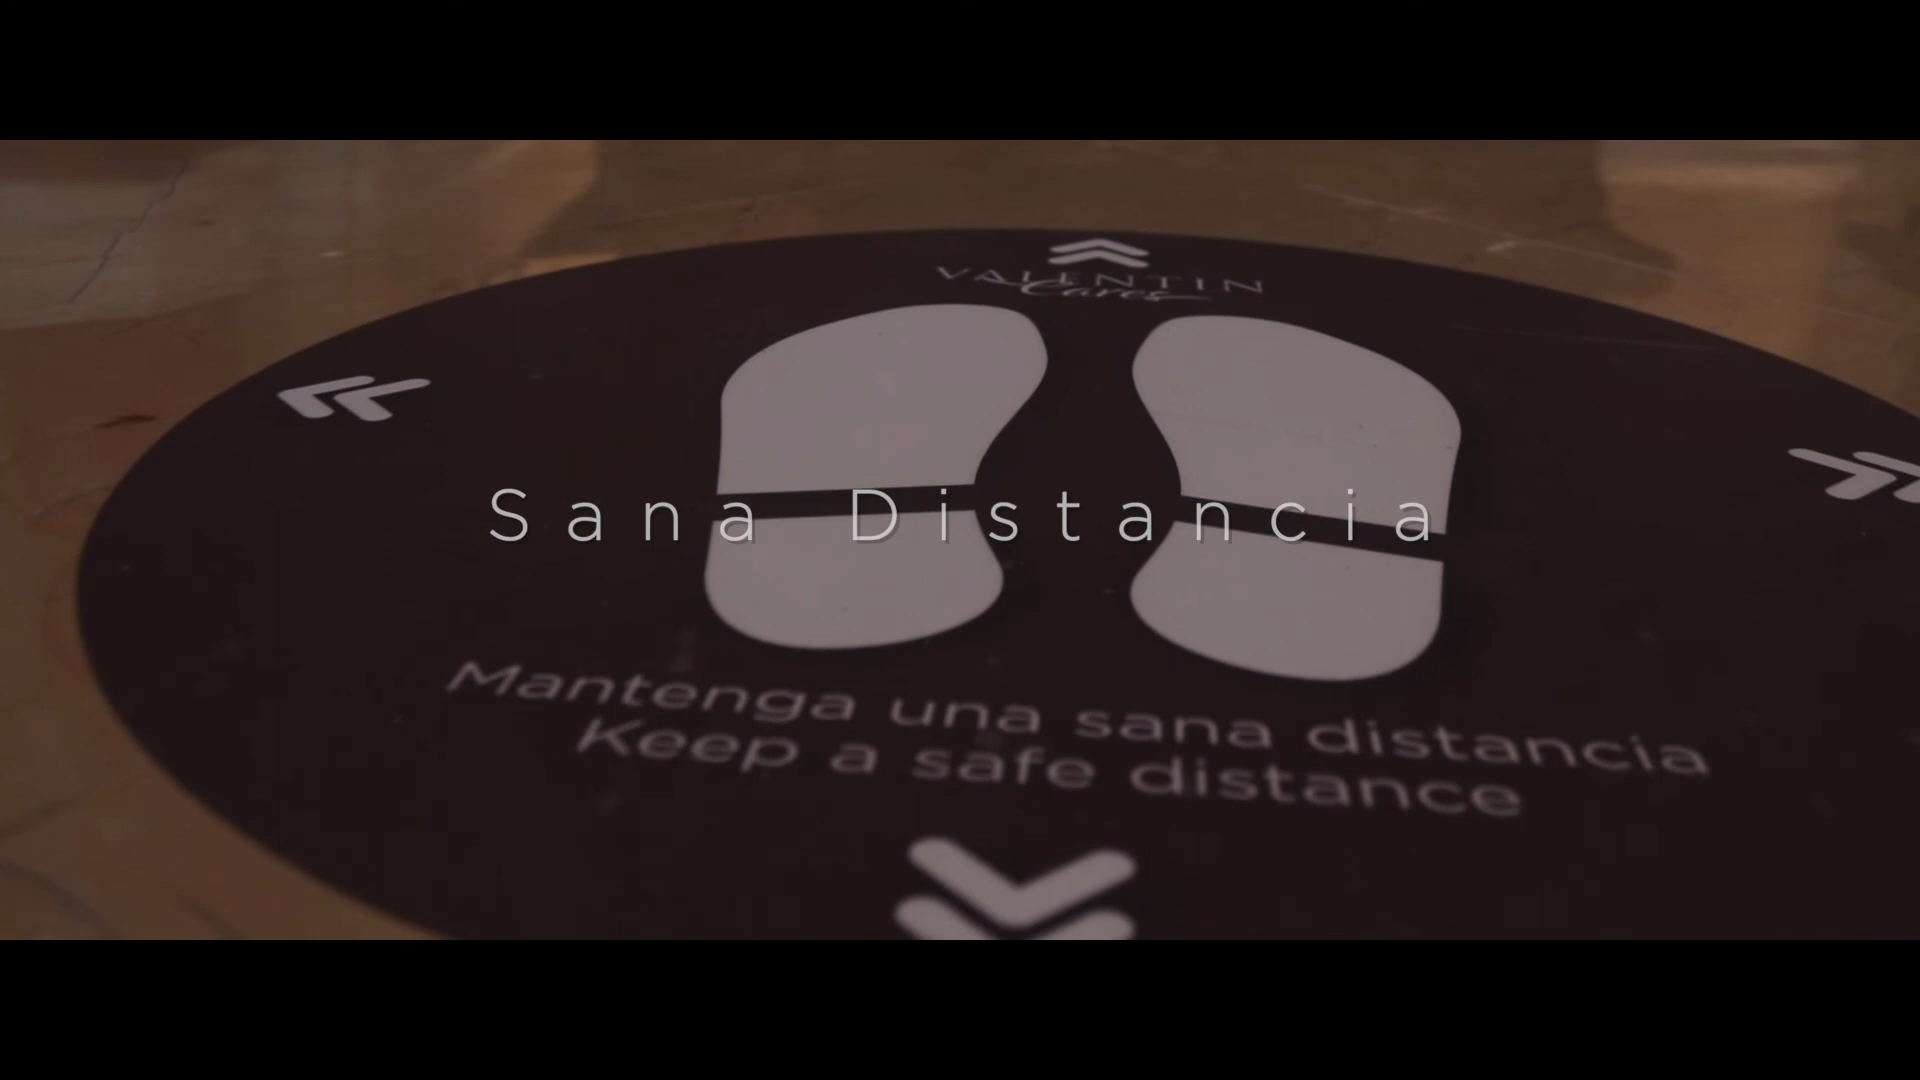 VALENTIN
Cares
Sana Distancia
Mantenga una sana distancia
Keep a safe distance